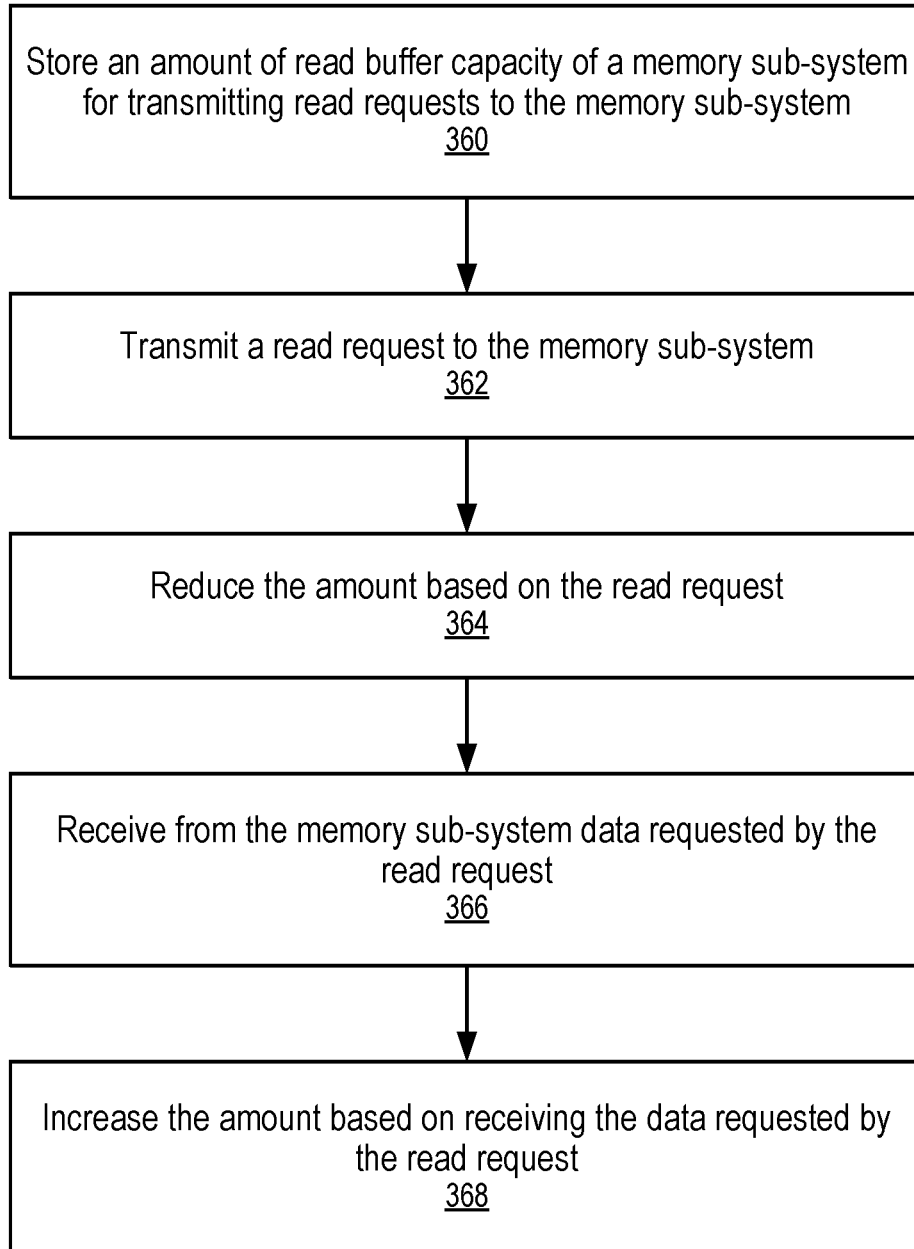 Store an amount of read buffer capacity of a memory sub-system
for transmitting read requests to the memory sub-system
360
Transmit a read request to the memory sub-system
362
Reduce the amount based on the read request
364
Receive from the memory sub-system data requested by the
read request
366
Increase the amount based on receiving the data requested by
the read request
368